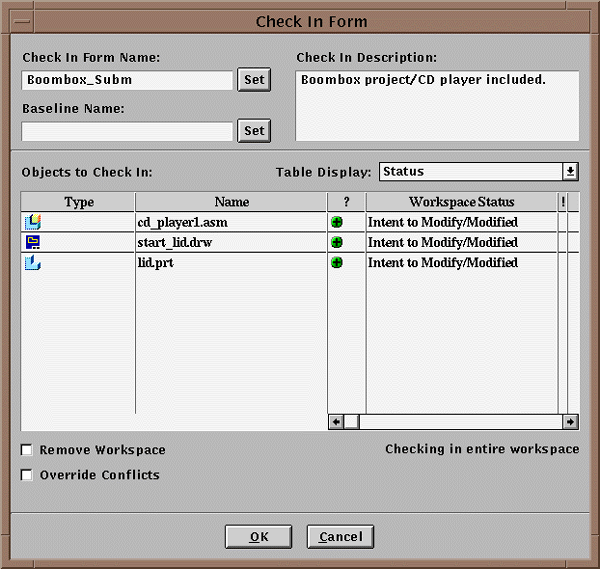 Check In Form
Check In Form Name:
Boombox_Subm
Set
Check In Description:
Boombox project/CD player included.
Baseline Name:
Set
Objects to Check In:
Table Display:
Status
Type Name ? Workspace Status !
cd_player1.asm Intent to Modify/Modified
start_lid.drw Intent to Modify/Modified
lid.prt Intent to Modify/Modified
Remove Workspace
Checking in entire workspace
Override Conflicts
OK
Cancel